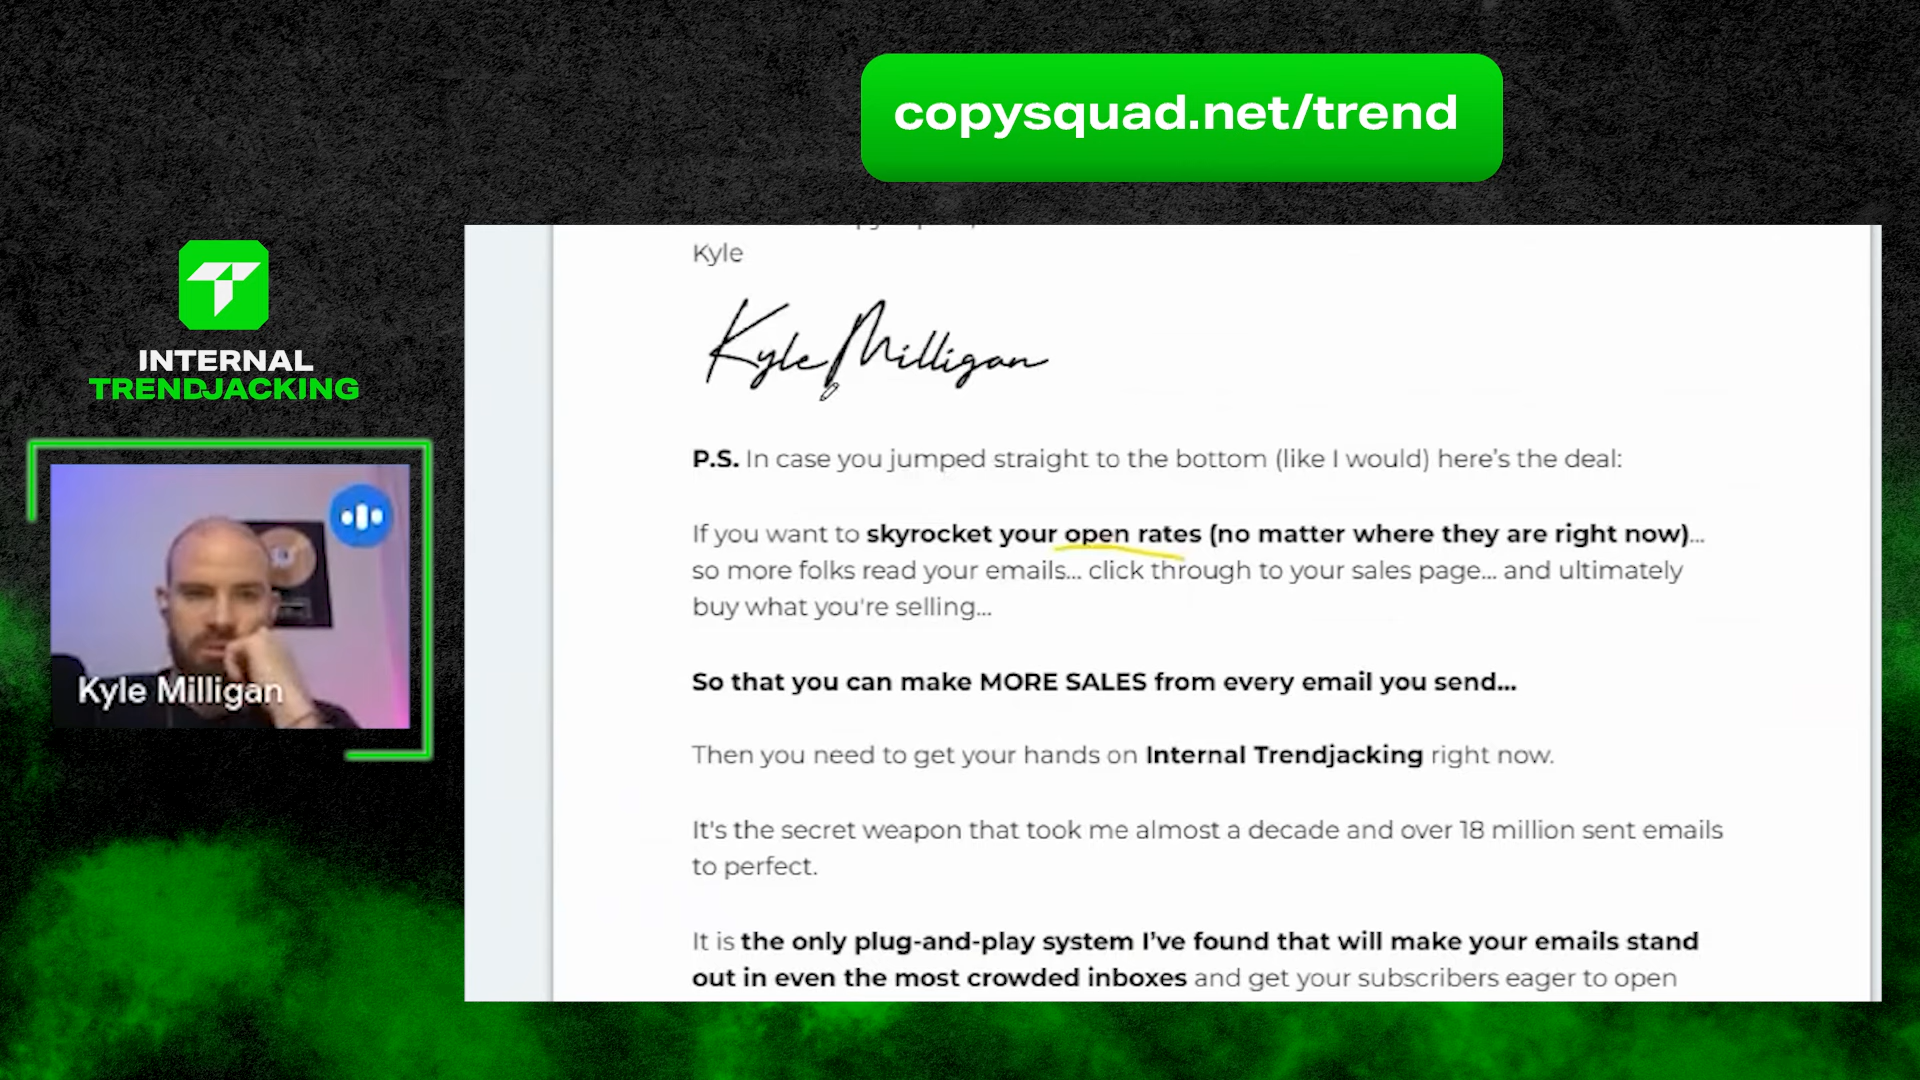 copysquad.net/trend
INTERNAL
TRENDJACKING
Kyle Milligan
Kyle
Kyle Milligan
P.S. In case you jumped straight to the bottom (like I would) here's the deal:
If you want to skyrocket your open rates (no matter where they are right now)...
so more folks read your emails... click through to your sales page... and ultimately
buy what you're selling...
So that you can make MORE SALES from every email you send...
Then you need to get your hands on Internal Trendjacking right now.
It's the secret weapon that took me almost a decade and over 18 million sent emails
to perfect.
It is the only plug-and-play system I've found that will make your emails stand
out in even the most crowded inboxes and get your subscribers eager to open